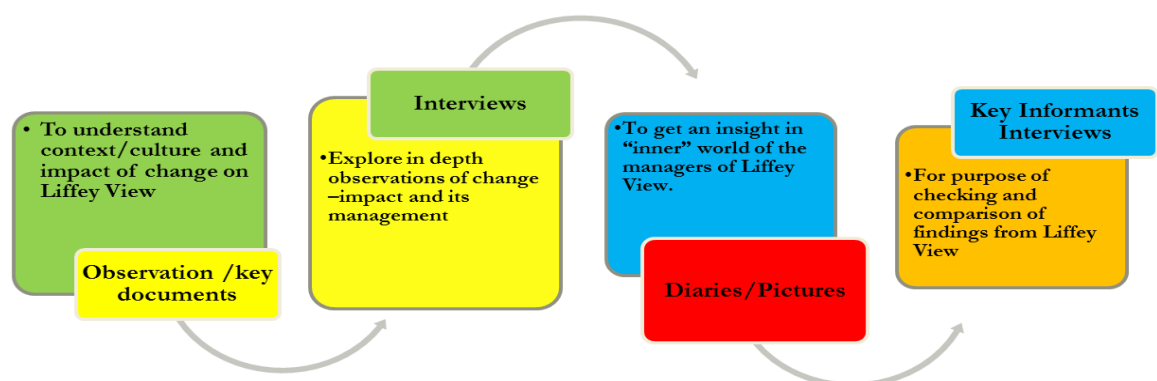 • To understand
context/culture and
impact of change on
Liffey View
Observation /key
documents
Interviews
•Explore in depth
observations of change
–impact and its
management
•To get an insight in
“inner” world of the
managers of Liffey
View.
Diaries/Pictures
Key Informants
Interviews
•For purpose of
checking and
comparison of
findings from Liffey
View